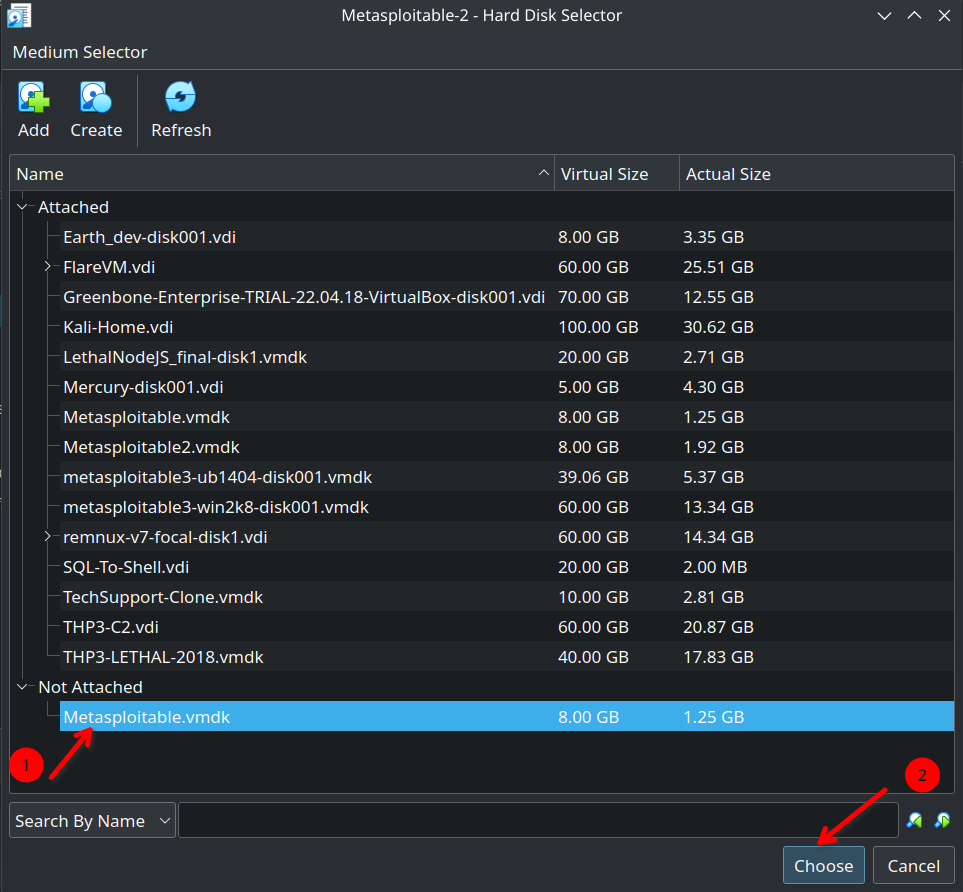 Metasploitable-2 - Hard Disk Selector
Medium Selector
Add Create Refresh
Name Virtual Size Actual Size
Attached
Earth_dev-disk001.vdi 8.00 GB 3.35 GB
FlareVM.vdi 60.00 GB 25.51 GB
Greenbone-Enterprise-TRIAL-22.04.18-VirtualBox-disk001.vdi 70.00 GB 12.55 GB
Kali-Home.vdi 100.00 GB 30.62 GB
LethalNodeJS_final-disk1.vmdk 20.00 GB 2.71 GB
Mercury-disk001.vdi 5.00 GB 4.30 GB
Metasploitable.vmdk 8.00 GB 1.25 GB
Metasploitable2.vmdk 8.00 GB 1.92 GB
metasploitable3-ub1404-disk001.vmdk 39.06 GB 5.37 GB
metasploitable3-win2k8-disk001.vmdk 60.00 GB 13.34 GB
remnux-v7-focal-disk1.vdi 60.00 GB 14.34 GB
SQL-To-Shell.vdi 20.00 GB 2.00 MB
TechSupport-Clone.vmdk 10.00 GB 2.81 GB
THP3-C2.vdi 60.00 GB 20.87 GB
THP3-LETHAL-2018.vmdk 40.00 GB 17.83 GB
Not Attached
Metasploitable.vmdk 8.00 GB 1.25 GB
1
2
Search By Name
Choose Cancel